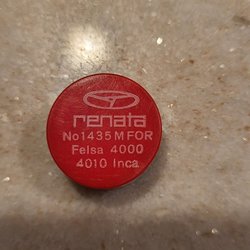 renata
No1435 M FOR
Felsa 4000
4010 Inca